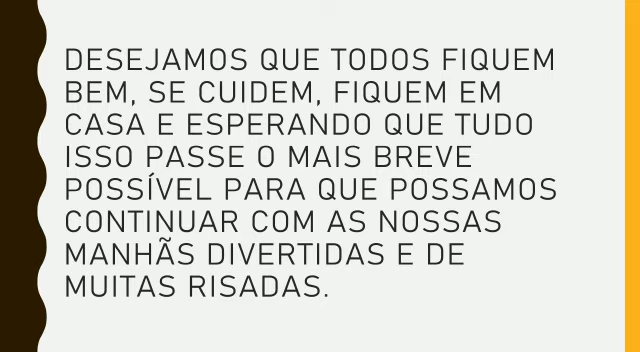 DESEJAMOS QUE TODOS FIQUEM
BEM, SE CUIDEM, FIQUEM EM
CASA E ESPERANDO QUE TUDO
ISSO PASSE O MAIS BREVE
POSSÍVEL PARA QUE POSSAMOS
CONTINUAR COM AS NOSSAS
MANHÃS DIVERTIDAS E DE
MUITAS RISADAS.